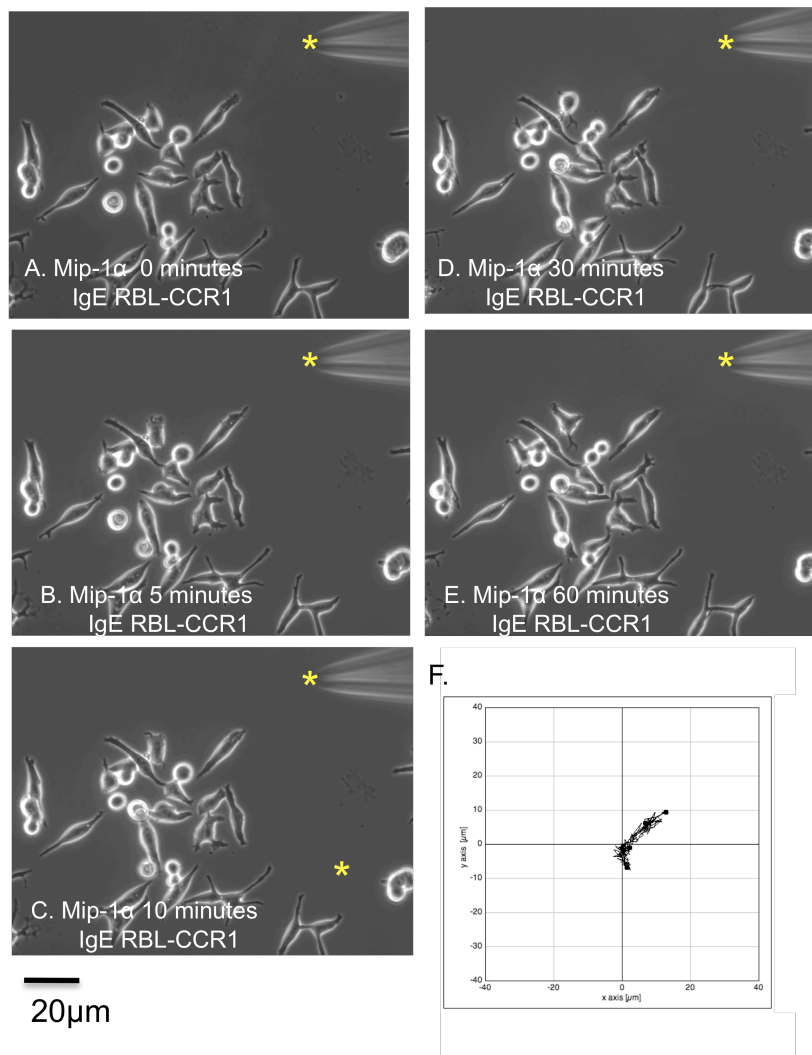 *
A. Mip-1α 0 minutes
IgE RBL-CCR1
*
B. Mip-1α 5 minutes
IgE RBL-CCR1
*
*
C. Mip-1α 10 minutes
IgE RBL-CCR1
20μm
*
D. Mip-1α 30 minutes
IgE RBL-CCR1
*
E. Mip-1α 60 minutes
IgE RBL-CCR1
F.
40
30
20
10
0
-10
-20
-30
-40
y axis [µm]
-40 -20 0 20 40
x axis [µm]